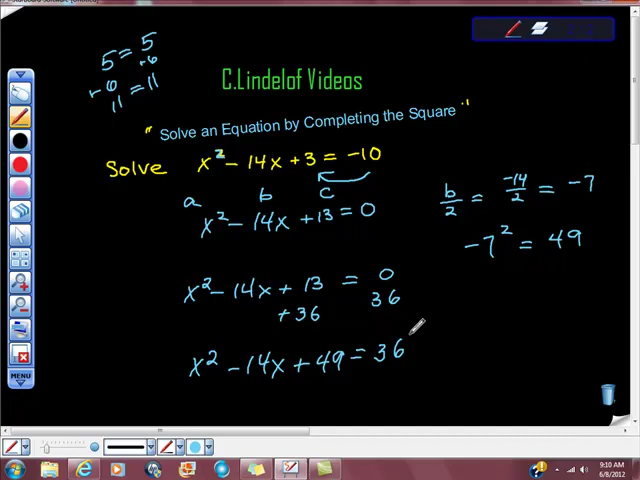 5 = 5
+6 +6
11 = 11
C.Lindelof Videos
" Solve an Equation by Completing the Square "
Solve x² - 14x + 3 = -10
a b c
x² - 14x + 13 = 0
b/2 = -14/2 = -7
-7² = 49
x² - 14x + 13 = 0
+36 36
x² - 14x + 49 = 36
MENU
9:10 AM
6/8/2012